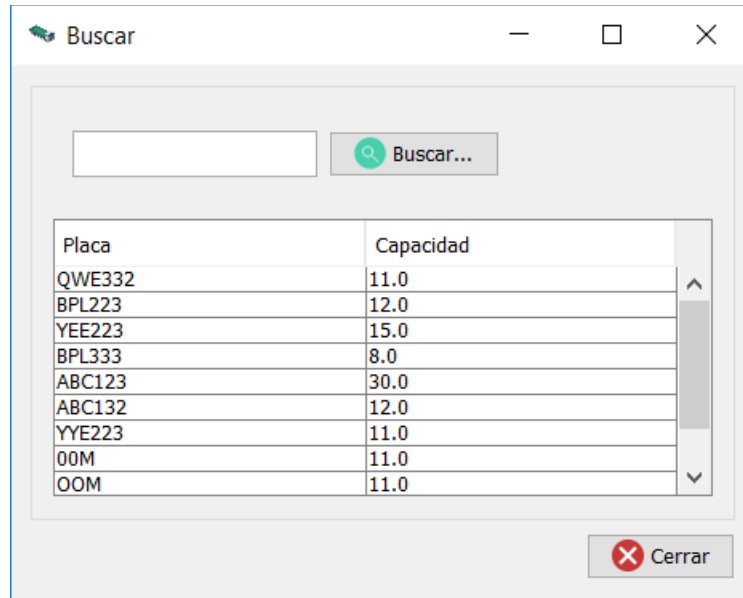 Buscar
Buscar...
Placa Capacidad
QWE332 11.0
BPL223 12.0
YEE223 15.0
BPL333 8.0
ABC123 30.0
ABC132 12.0
YYE223 11.0
00M 11.0
OOM 11.0
Cerrar